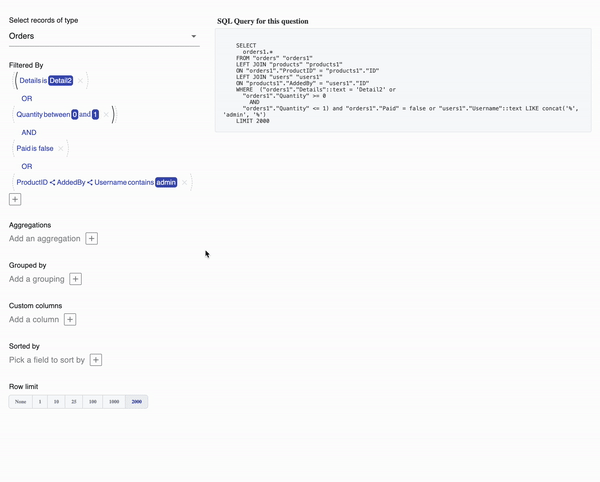 Select records of type
Orders
Filtered By
( Details is Detail2 × )
OR
( Quantity between 0 and 1 × )
AND
( Paid is false × )
OR
( ProductID < AddedBy < Username contains admin × )
+
Aggregations
Add an aggregation +
Grouped by
Add a grouping +
Custom columns
Add a column +
Sorted by
Pick a field to sort by +
Row limit
None 1 10 25 100 1000 2000
SQL Query for this question
SELECT
orders1.*
FROM "orders" "orders1"
LEFT JOIN "products" "products1"
ON "orders1"."ProductID" = "products1"."ID"
LEFT JOIN "users" "users1"
ON "products1"."AddedBy" = "users1"."ID"
WHERE ("orders1"."Details"::text = 'Detail2' or
"orders1"."Quantity" >= 0
AND
"orders1"."Quantity" <= 1) and "orders1"."Paid" = false or "users1"."Username"::text LIKE concat('%',
'admin', '%')
LIMIT 2000